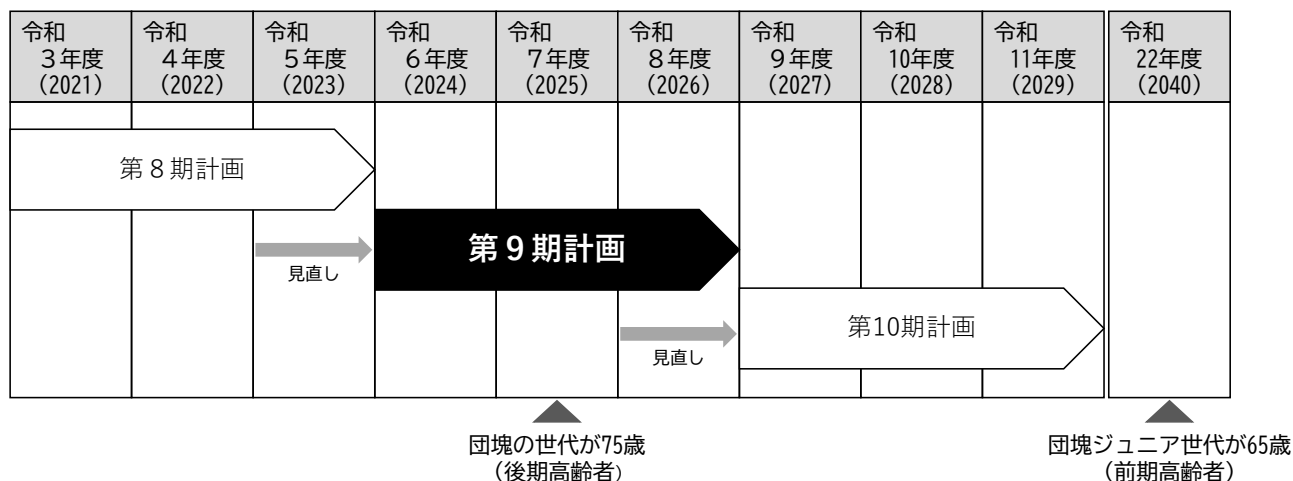 令和
3年度
（2021）
令和
4年度
（2022）
令和
5年度
（2023）
令和
6年度
（2024）
令和
7年度
（2025）
令和
8年度
（2026）
令和
9年度
（2027）
令和
10年度
（2028）
令和
11年度
（2029）
令和
22年度
（2040）
第8期計画
第9期計画
見直し
第10期計画
見直し
団塊の世代が75歳
（後期高齢者）
団塊ジュニア世代が65歳
（前期高齢者）